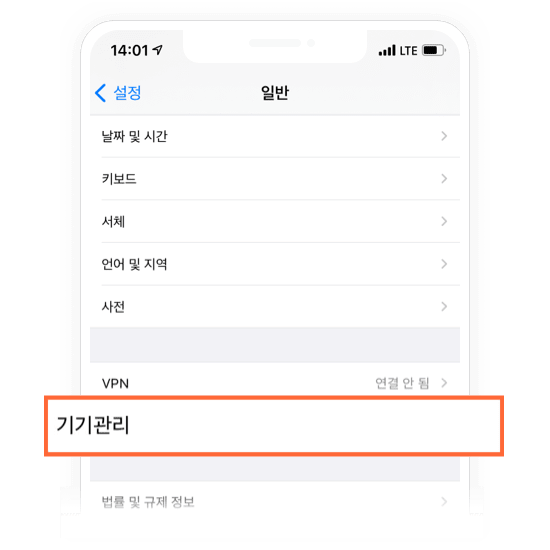 14:01 LTE
설정 일반
날짜 및 시간
키보드
서체
언어 및 지역
사전
VPN 연결 안 됨
기기관리
법률 및 규제 정보